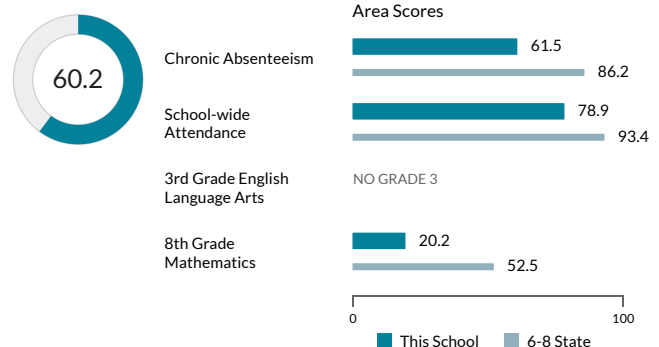 Area Scores
60.2
Chronic Absenteeism
61.5
86.2
School-wide
Attendance
78.9
93.4
3rd Grade English
Language Arts
NO GRADE 3
8th Grade
Mathematics
20.2
52.5
0
100
This School
6-8 State